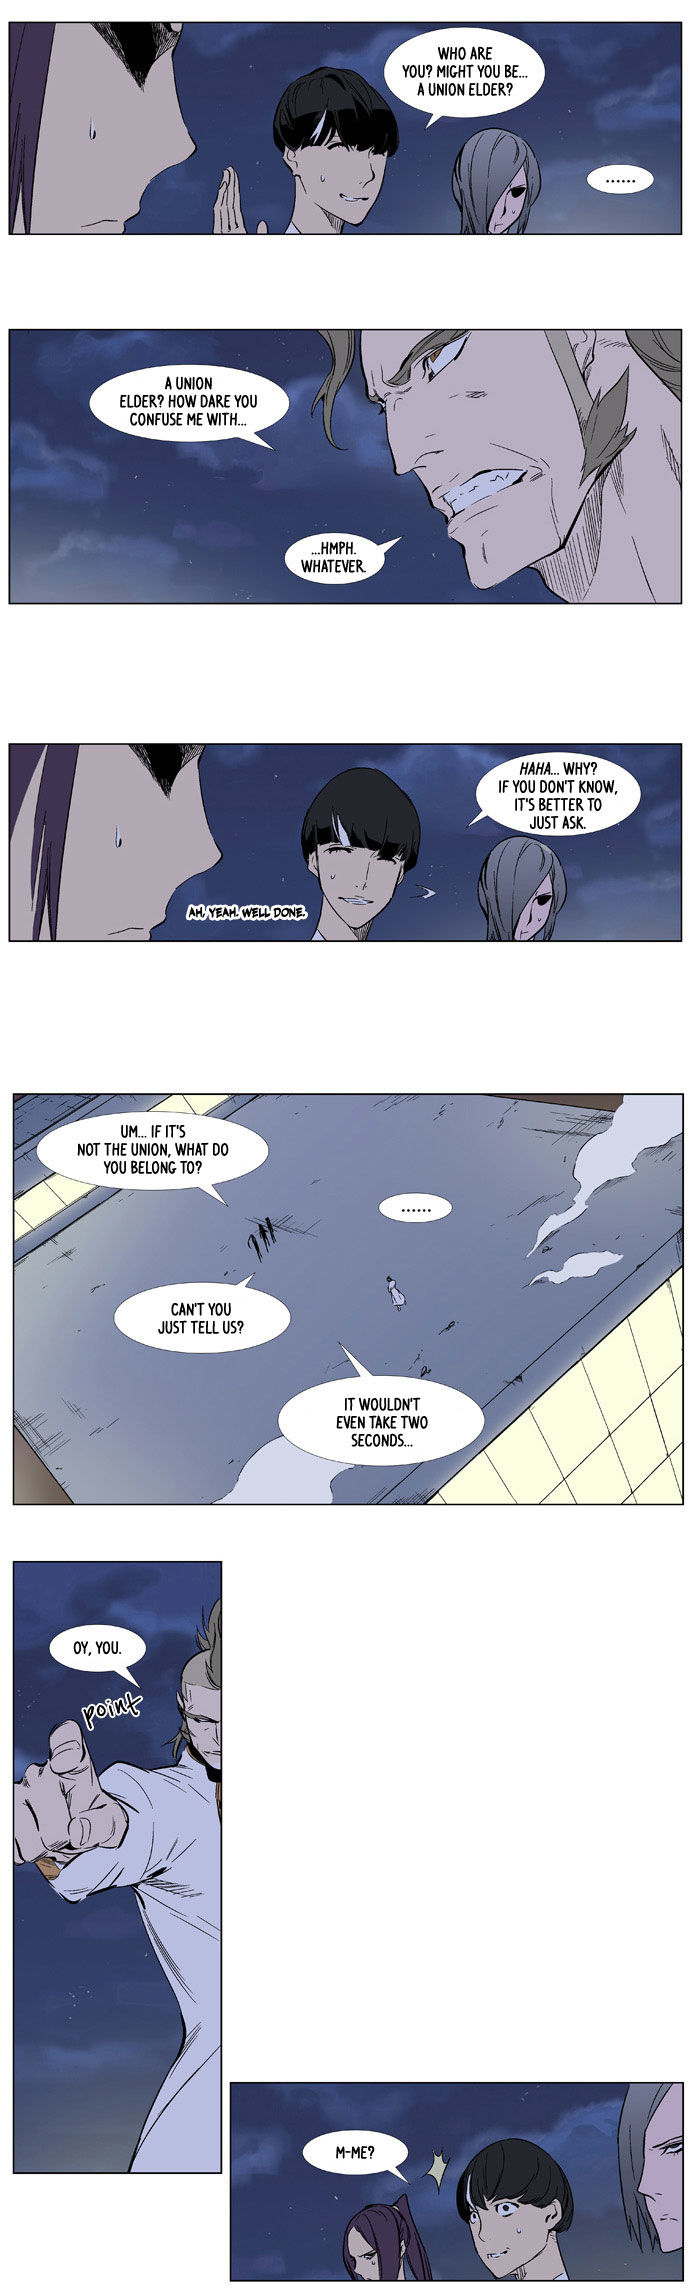 WHO ARE
YOU? MIGHT YOU BE...
A UNION ELDER?
......
A UNION
ELDER? HOW DARE YOU
CONFUSE ME WITH...
...HMPH.
WHATEVER.
HAHA... WHY?
IF YOU DON'T KNOW,
IT'S BETTER TO
JUST ASK.
AH, YEAH. WELL DONE.
UM... IF IT'S
NOT THE UNION, WHAT DO
YOU BELONG TO?
......
CAN'T YOU
JUST TELL US?
IT WOULDN'T
EVEN TAKE TWO
SECONDS...
OY, YOU.
point
M-ME?